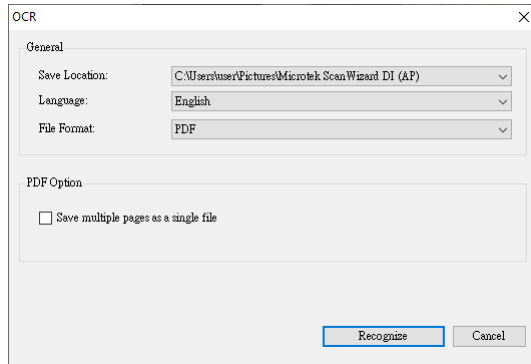 OCR
General
Save Location: C:\Users\user\Pictures\Microtek ScanWizard DI (AP)
Language: English
File Format: PDF
PDF Option
Save multiple pages as a single file
Recognize Cancel